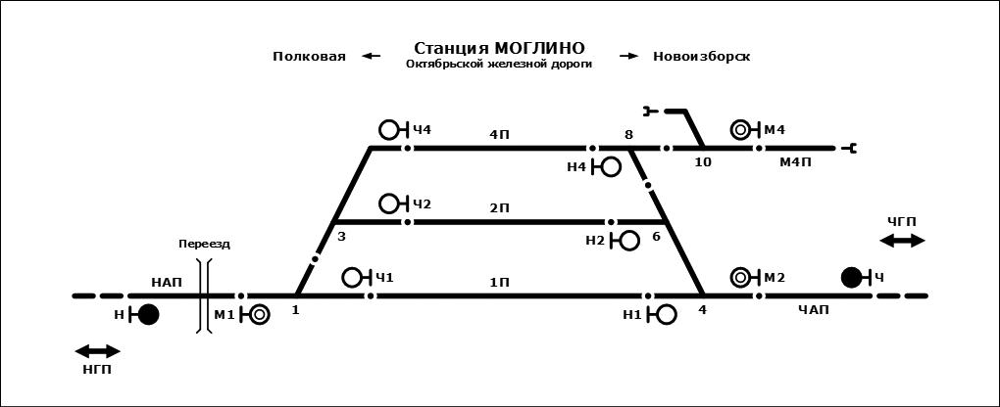 Станция МОГЛИНО
Полковая
Октябрьской железной дороги
Новоизборск
Ч4
4П
8
М4
Н4
10
М4П
Ч2
2П
3
Н2
6
ЧГП
Переезд
НАП
Ч1
1П
М2
Ч
Н
М1
1
Н1
4
ЧАП
НГП